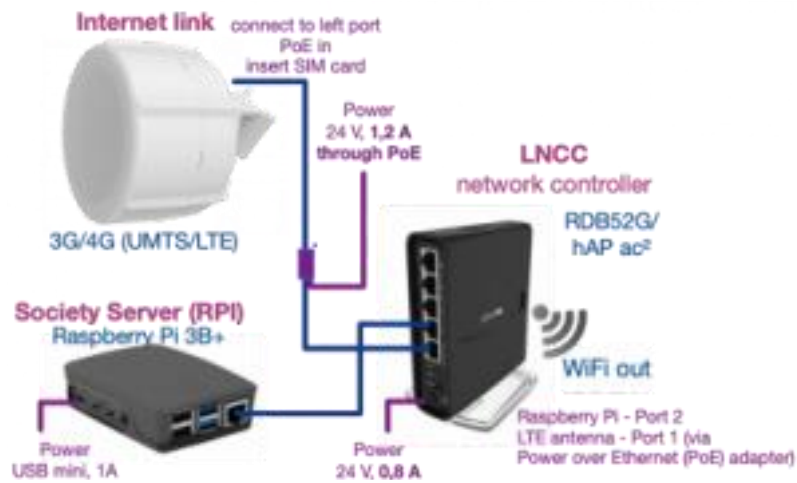 Internet link
connect to left port
PoE in
insert SIM card
Power
24 V, 1,2 A
through PoE
LNCC
network controller
RDB52G/
hAP ac²
3G/4G (UMTS/LTE)
Society Server (RPI)
Raspberry Pi 3B+
WiFi out
Power
USB mini, 1A
Power
24 V, 0,8 A
Raspberry Pi - Port 2
LTE antenna - Port 1 (via
Power over Ethernet (PoE) adapter)